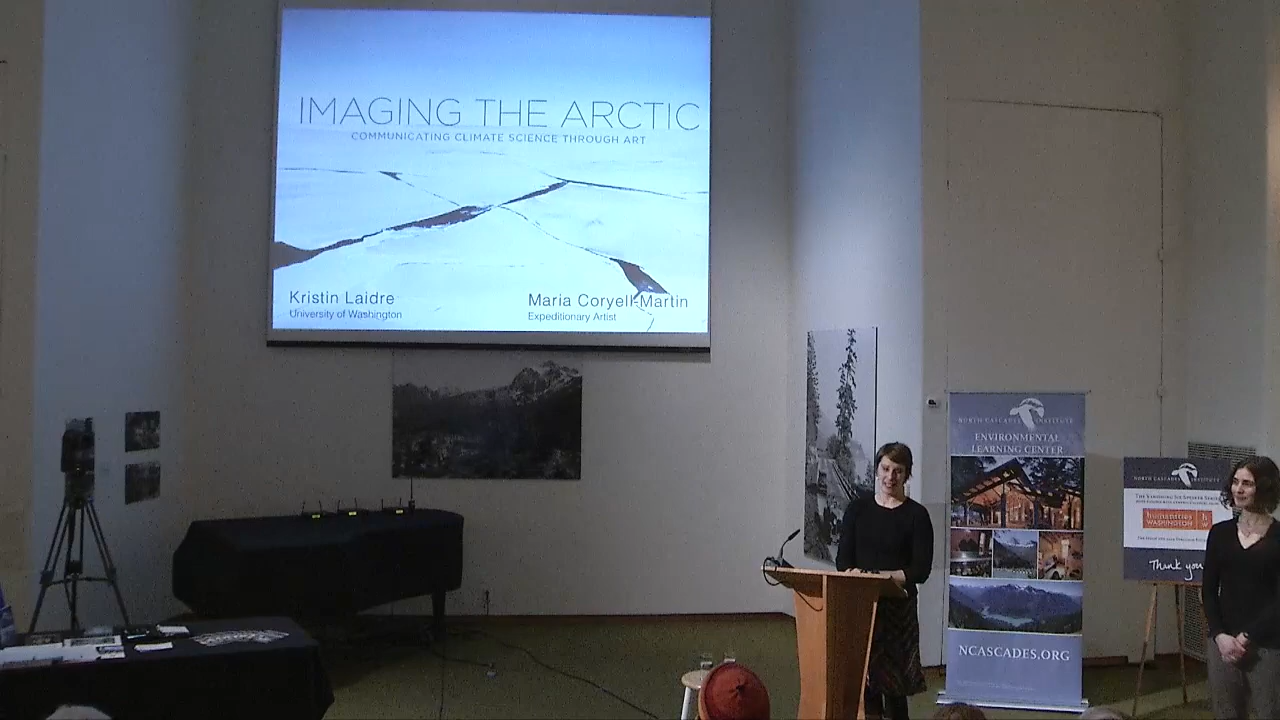 IMAGING THE ARCTIC
COMMUNICATING CLIMATE SCIENCE THROUGH ART
Kristin Laidre
University of Washington
Maria Coryell-Martin
Expeditionary Artist
NORTH CASCADES INSTITUTE
ENVIRONMENTAL
LEARNING CENTER
NCASCADES.ORG
NORTH CASCADES INSTITUTE
humanities
WASHINGTON
Thank you